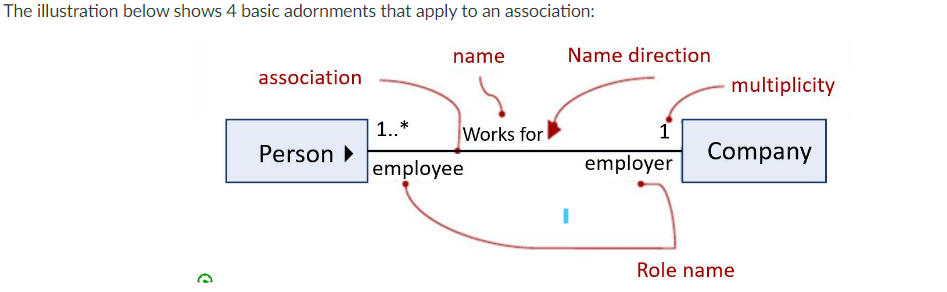 The illustration below shows 4 basic adornments that apply to an association:
name
Name direction
association
multiplicity
1..*
Works for
1
Person
Company
employee
employer
Role name